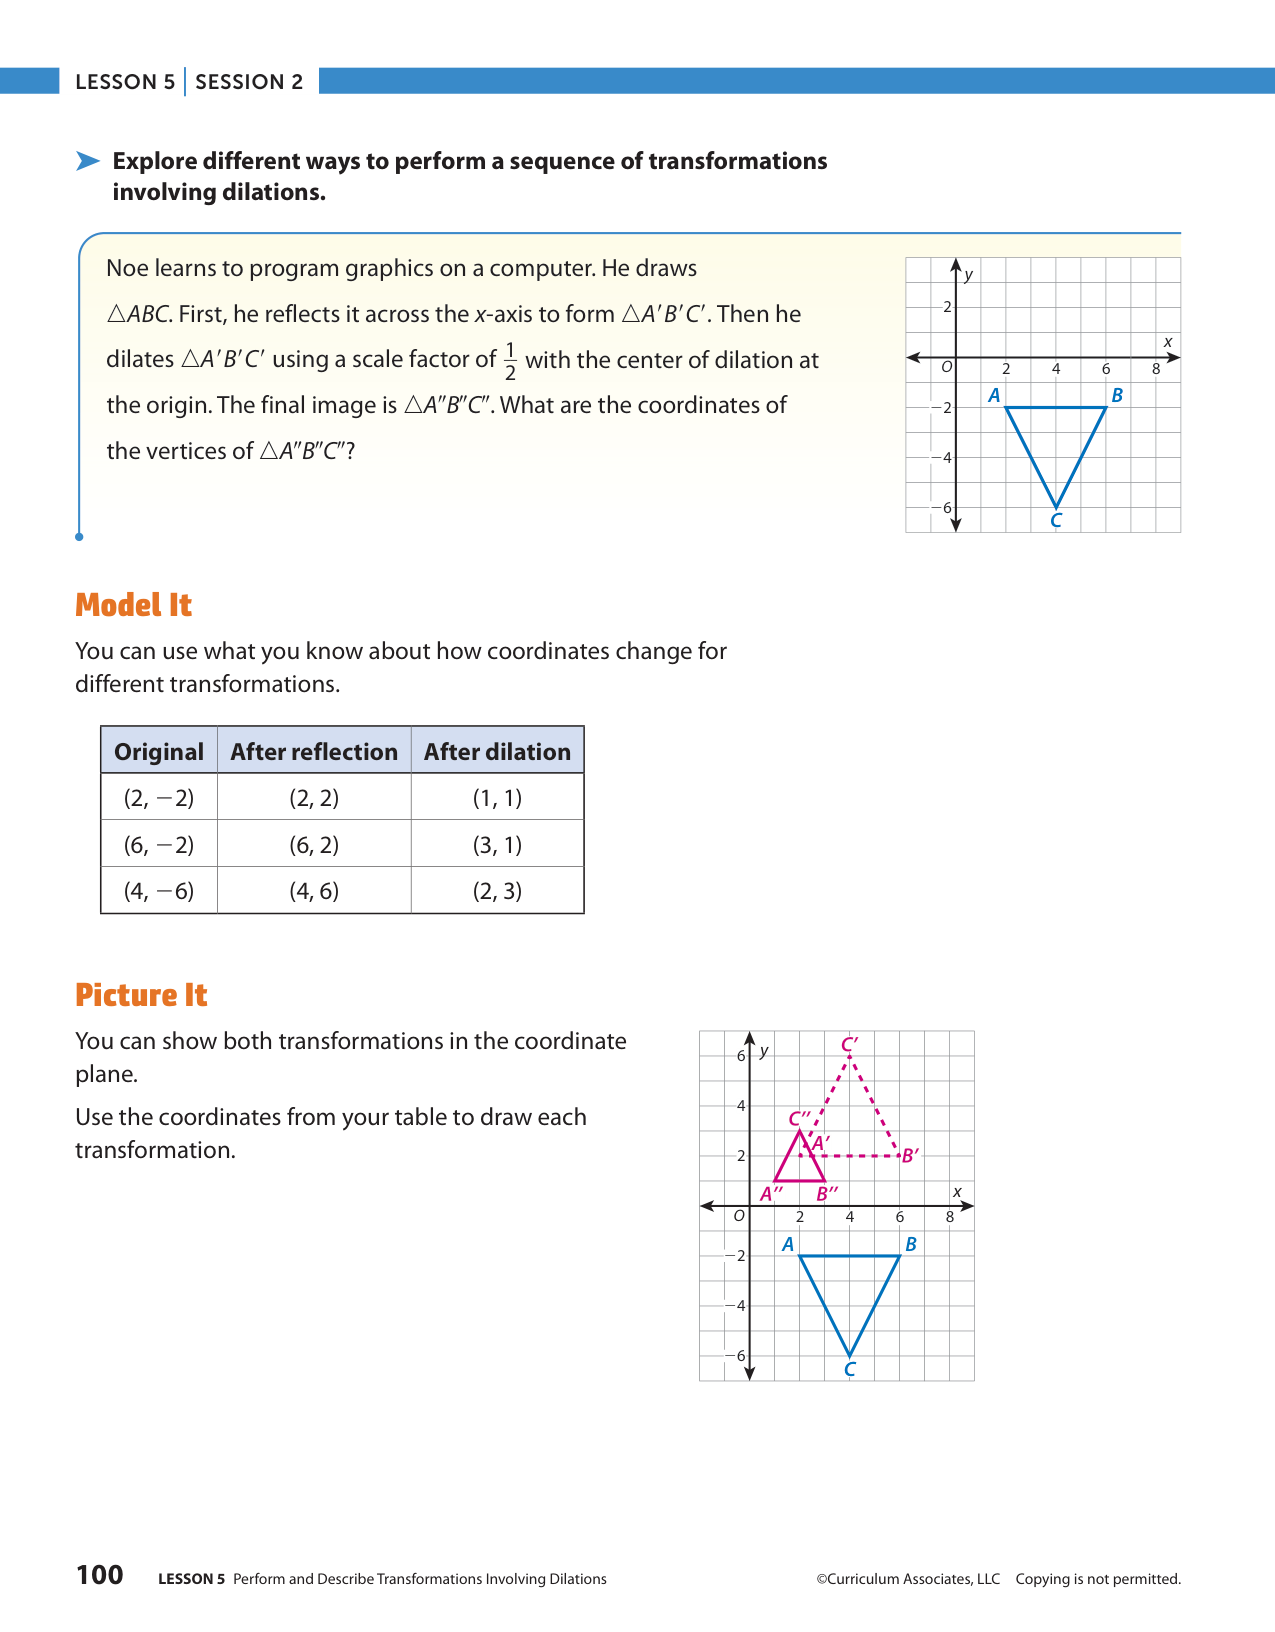 LESSON 5 | SESSION 2
➤ Explore different ways to perform a sequence of transformations
involving dilations.
Noe learns to program graphics on a computer. He draws
△ABC. First, he reflects it across the x-axis to form △A′B′C′. Then he
dilates △A′B′C′ using a scale factor of 1/2 with the center of dilation at
the origin. The final image is △A″B″C″. What are the coordinates of
the vertices of △A″B″C″?
y
2
x
O 2 4 6 8
A B
−2
−4
−6
C
Model It
You can use what you know about how coordinates change for
different transformations.
Original After reflection After dilation
(2, −2) (2, 2) (1, 1)
(6, −2) (6, 2) (3, 1)
(4, −6) (4, 6) (2, 3)
Picture It
You can show both transformations in the coordinate
plane.
Use the coordinates from your table to draw each
transformation.
C′
6 y
4
C″
A′
2 B′
A″ B″ x
O 2 4 6 8
A B
−2
−4
−6
C
100 LESSON 5 Perform and Describe Transformations Involving Dilations ©Curriculum Associates, LLC Copying is not permitted.